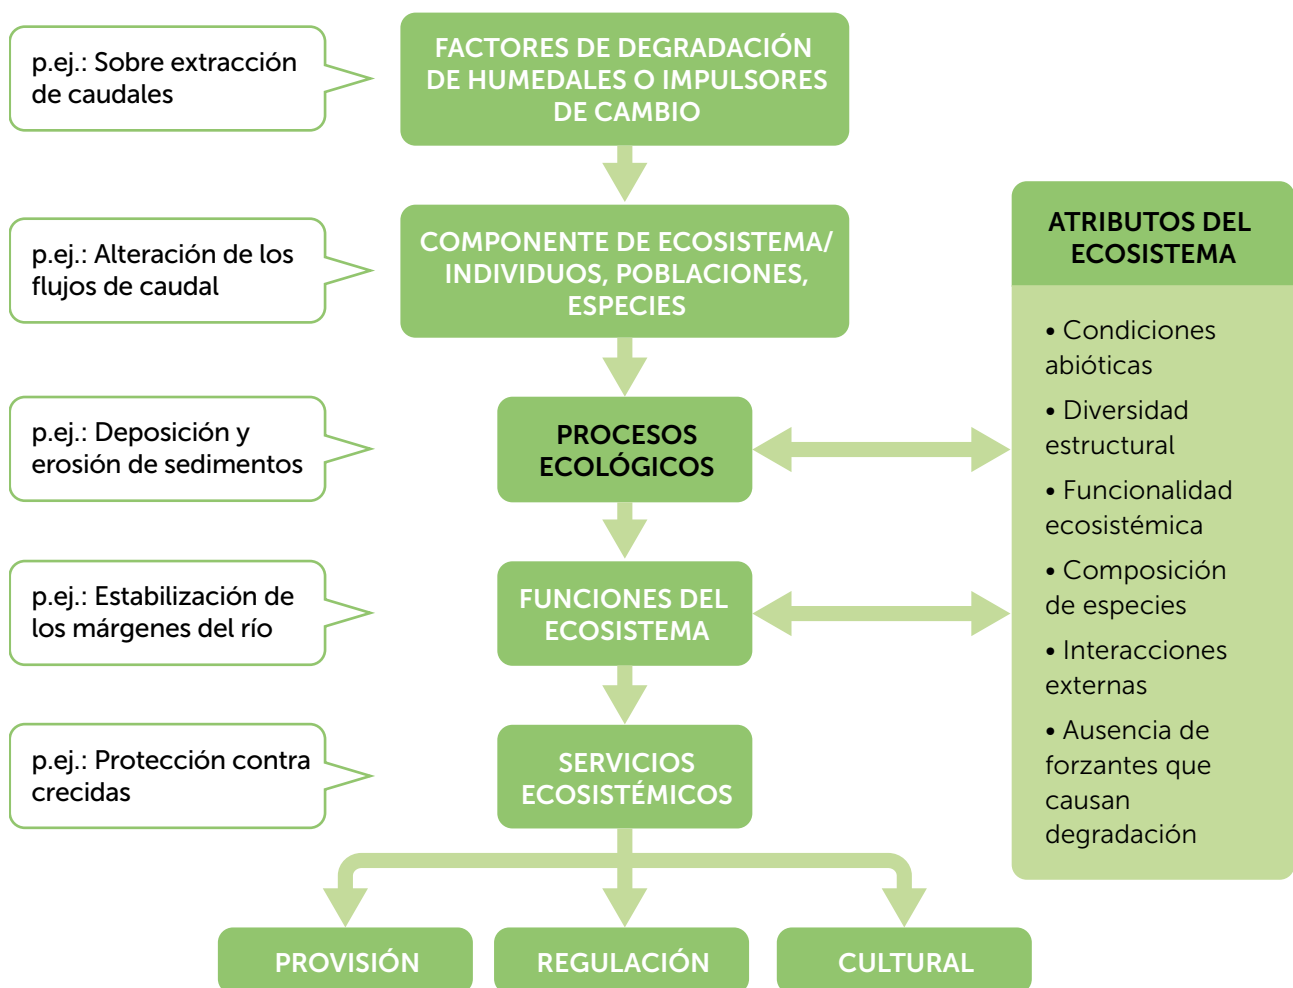 p.ej.: Sobre extracción
de caudales
FACTORES DE DEGRADACIÓN
DE HUMEDALES O IMPULSORES
DE CAMBIO
p.ej.: Alteración de los
flujos de caudal
COMPONENTE DE ECOSISTEMA/
INDIVIDUOS, POBLACIONES,
ESPECIES
p.ej.: Deposición y
erosión de sedimentos
PROCESOS
ECOLÓGICOS
p.ej.: Estabilización de
los márgenes del río
FUNCIONES DEL
ECOSISTEMA
p.ej.: Protección contra
crecidas
SERVICIOS
ECOSISTÉMICOS
PROVISIÓN
REGULACIÓN
CULTURAL
ATRIBUTOS DEL
ECOSISTEMA
• Condiciones
abióticas
• Diversidad
estructural
• Funcionalidad
ecosistémica
• Composición
de especies
• Interacciones
externas
• Ausencia de
forzantes que
causan
degradación